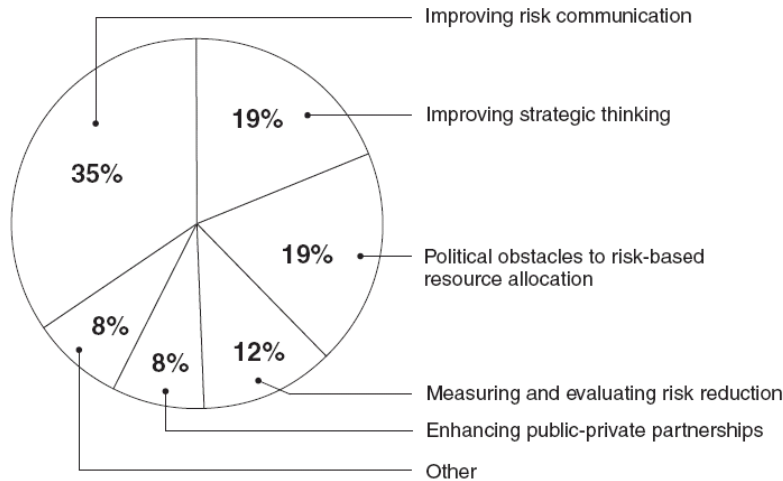 Improving risk communication
19%
Improving strategic thinking
35%
19%
Political obstacles to risk-based
resource allocation
8%
8%
12%
Measuring and evaluating risk reduction
Enhancing public-private partnerships
Other